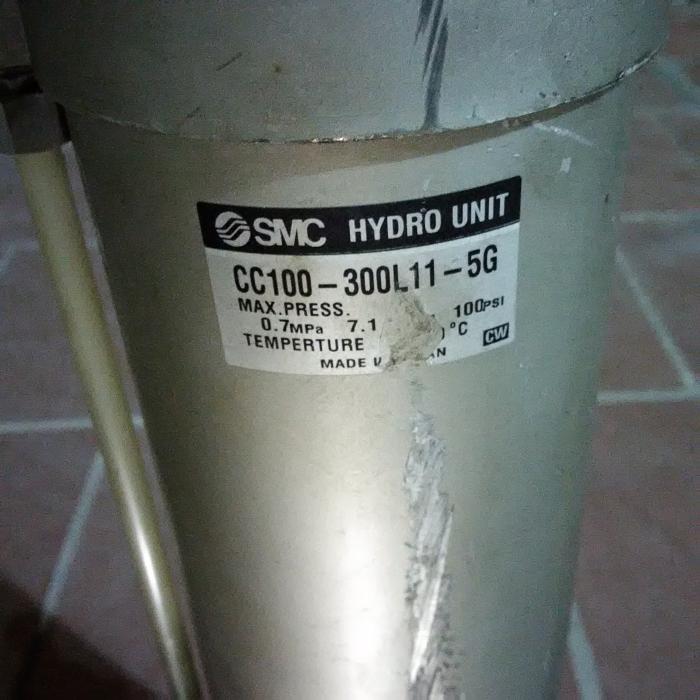 SMC HYDRO UNIT
CC100-300L11-5G
MAX.PRESS. 100PSI
0.7MPa 7.1 °C
TEMPERTURE CW
MADE